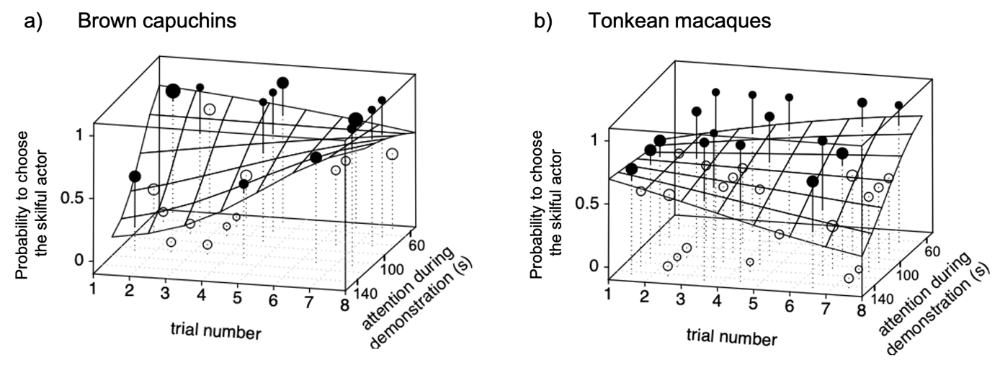 a) Brown capuchins
Probability to choose
the skilful actor
1
0.5
0
1 2 3 4 5 6 7 8
trial number
60
100
140
attention during
demonstration (s)
b) Tonkean macaques
Probability to choose
the skilful actor
1
0.5
0
1 2 3 4 5 6 7 8
trial number
60
100
140
attention during
demonstration (s)